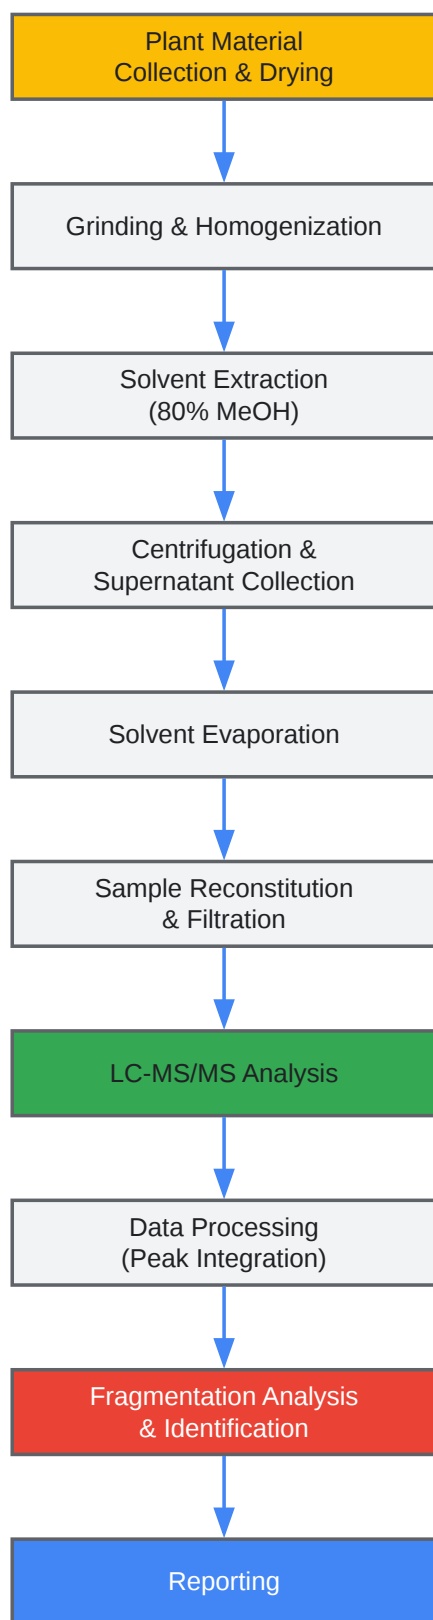 Plant Material
Collection & Drying
Grinding & Homogenization
Solvent Extraction
(80% MeOH)
Centrifugation &
Supernatant Collection
Solvent Evaporation
Sample Reconstitution
& Filtration
LC-MS/MS Analysis
Data Processing
(Peak Integration)
Fragmentation Analysis
& Identification
Reporting